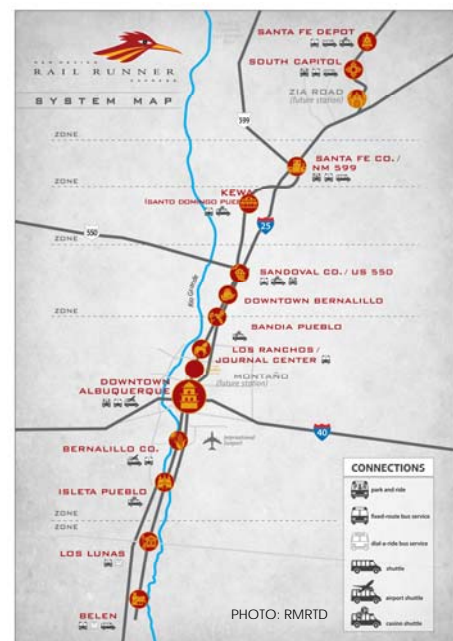 NEW MEXICO
RAIL RUNNER
EXPRESS
SYSTEM MAP
SANTA FE DEPOT
SOUTH CAPITOL
ZIA ROAD
(future station)
ZONE
599
SANTA FE CO. /
NM 599
ZONE
KEWA
(SANTO DOMINGO PUEBLO)
25
550
ZONE
SANDOVAL CO. / US 550
Rio Grande
DOWNTOWN BERNALILLO
ZONE
SANDIA PUEBLO
LOS RANCHOS /
JOURNAL CENTER
MONTAÑO
(future station)
DOWNTOWN
ALBUQUERQUE
40
BERNALILLO CO.
International
Sunport
ISLETA PUEBLO
ZONE
ZONE
LOS LUNAS
BELEN
CONNECTIONS
park and ride
fixed-route bus service
dial-a-ride bus service
shuttle
airport shuttle
casino shuttle
PHOTO: RMRTD